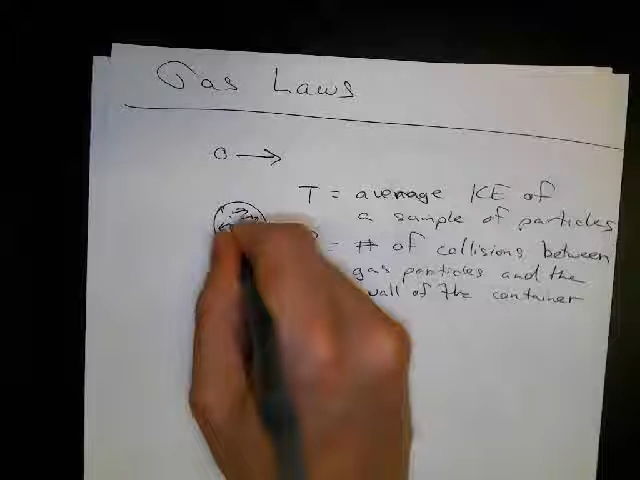 Gas Laws
T = average KE of
a sample of particles
= # of collisions between
gas particles and the
wall of the container